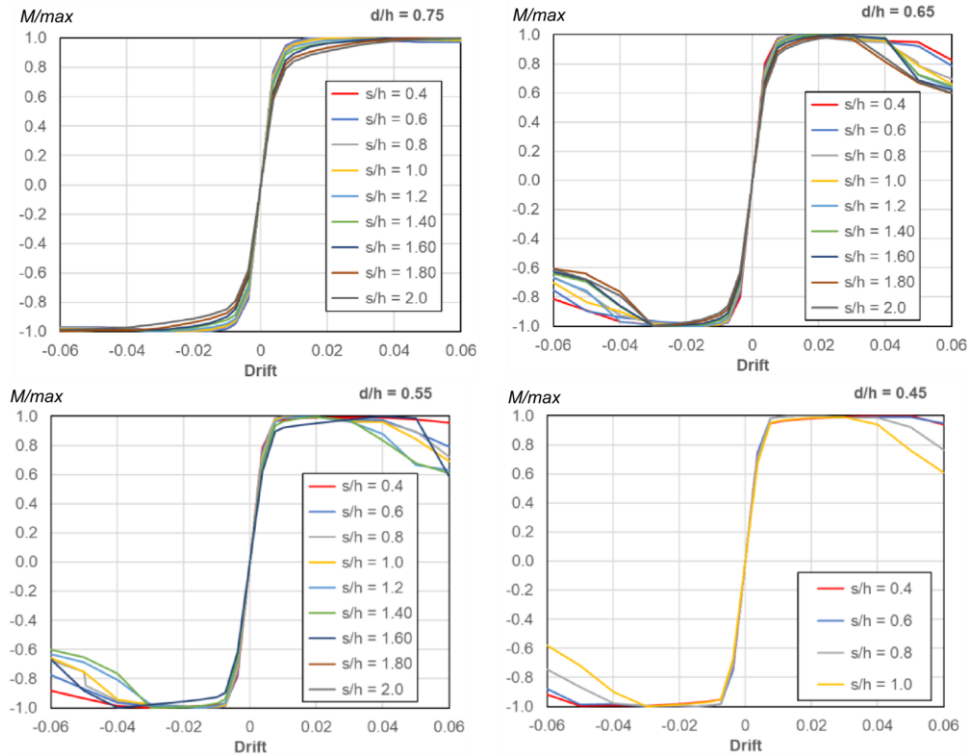 M/max
d/h = 0.75
1.0
0.8
0.6
0.4
0.2
0.0
-0.2
-0.4
-0.6
-0.8
-1.0
s/h = 0.4
s/h = 0.6
s/h = 0.8
s/h = 1.0
s/h = 1.2
s/h = 1.40
s/h = 1.60
s/h = 1.80
s/h = 2.0
-0.06 -0.04 -0.02 0 0.02 0.04 0.06
Drift
M/max
d/h = 0.65
1.0
0.8
0.6
0.4
0.2
0.0
-0.2
-0.4
-0.6
-0.8
-1.0
s/h = 0.4
s/h = 0.6
s/h = 0.8
s/h = 1.0
s/h = 1.2
s/h = 1.40
s/h = 1.60
s/h = 1.80
s/h = 2.0
-0.06 -0.04 -0.02 0 0.02 0.04 0.06
Drift
M/max
d/h = 0.55
1.0
0.8
0.6
0.4
0.2
0.0
-0.2
-0.4
-0.6
-0.8
-1.0
s/h = 0.4
s/h = 0.6
s/h = 0.8
s/h = 1.0
s/h = 1.2
s/h = 1.40
s/h = 1.60
s/h = 1.80
s/h = 2.0
-0.06 -0.04 -0.02 0 0.02 0.04 0.06
Drift
M/max
d/h = 0.45
1.0
0.8
0.6
0.4
0.2
0.0
-0.2
-0.4
-0.6
-0.8
-1.0
s/h = 0.4
s/h = 0.6
s/h = 0.8
s/h = 1.0
-0.06 -0.04 -0.02 0 0.02 0.04 0.06
Drift